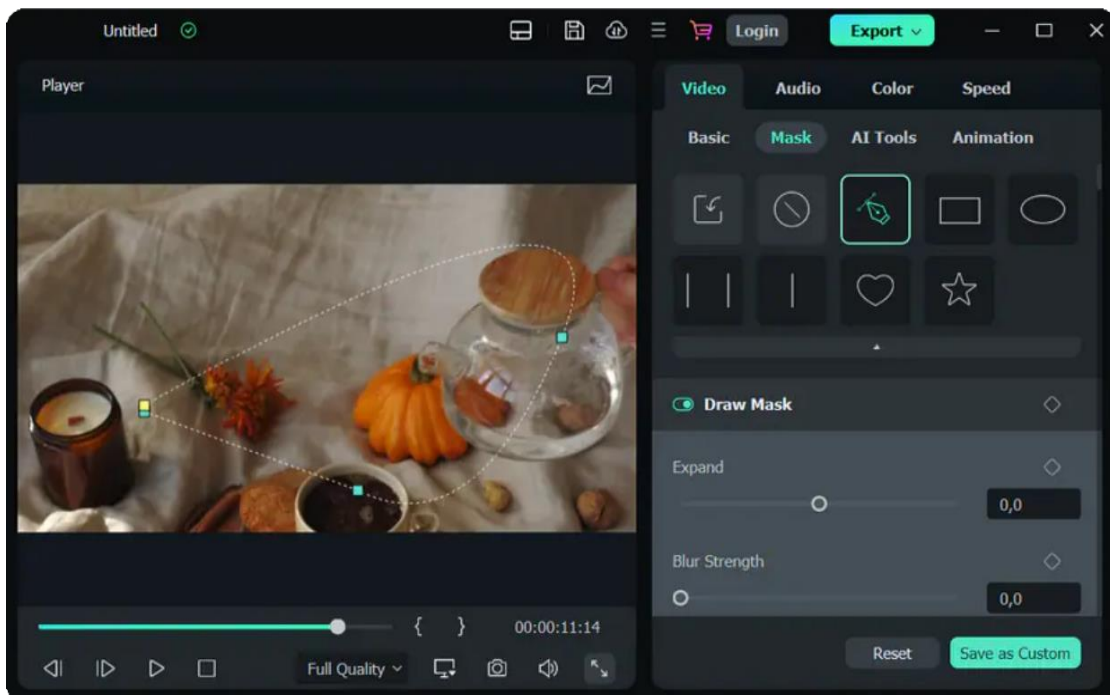 Untitled
Login
Export
Player
Video Audio Color Speed
Basic Mask AI Tools Animation
Draw Mask
Expand
0,0
Blur Strength
0,0
{ } 00:00:11:14
Full Quality
Reset Save as Custom